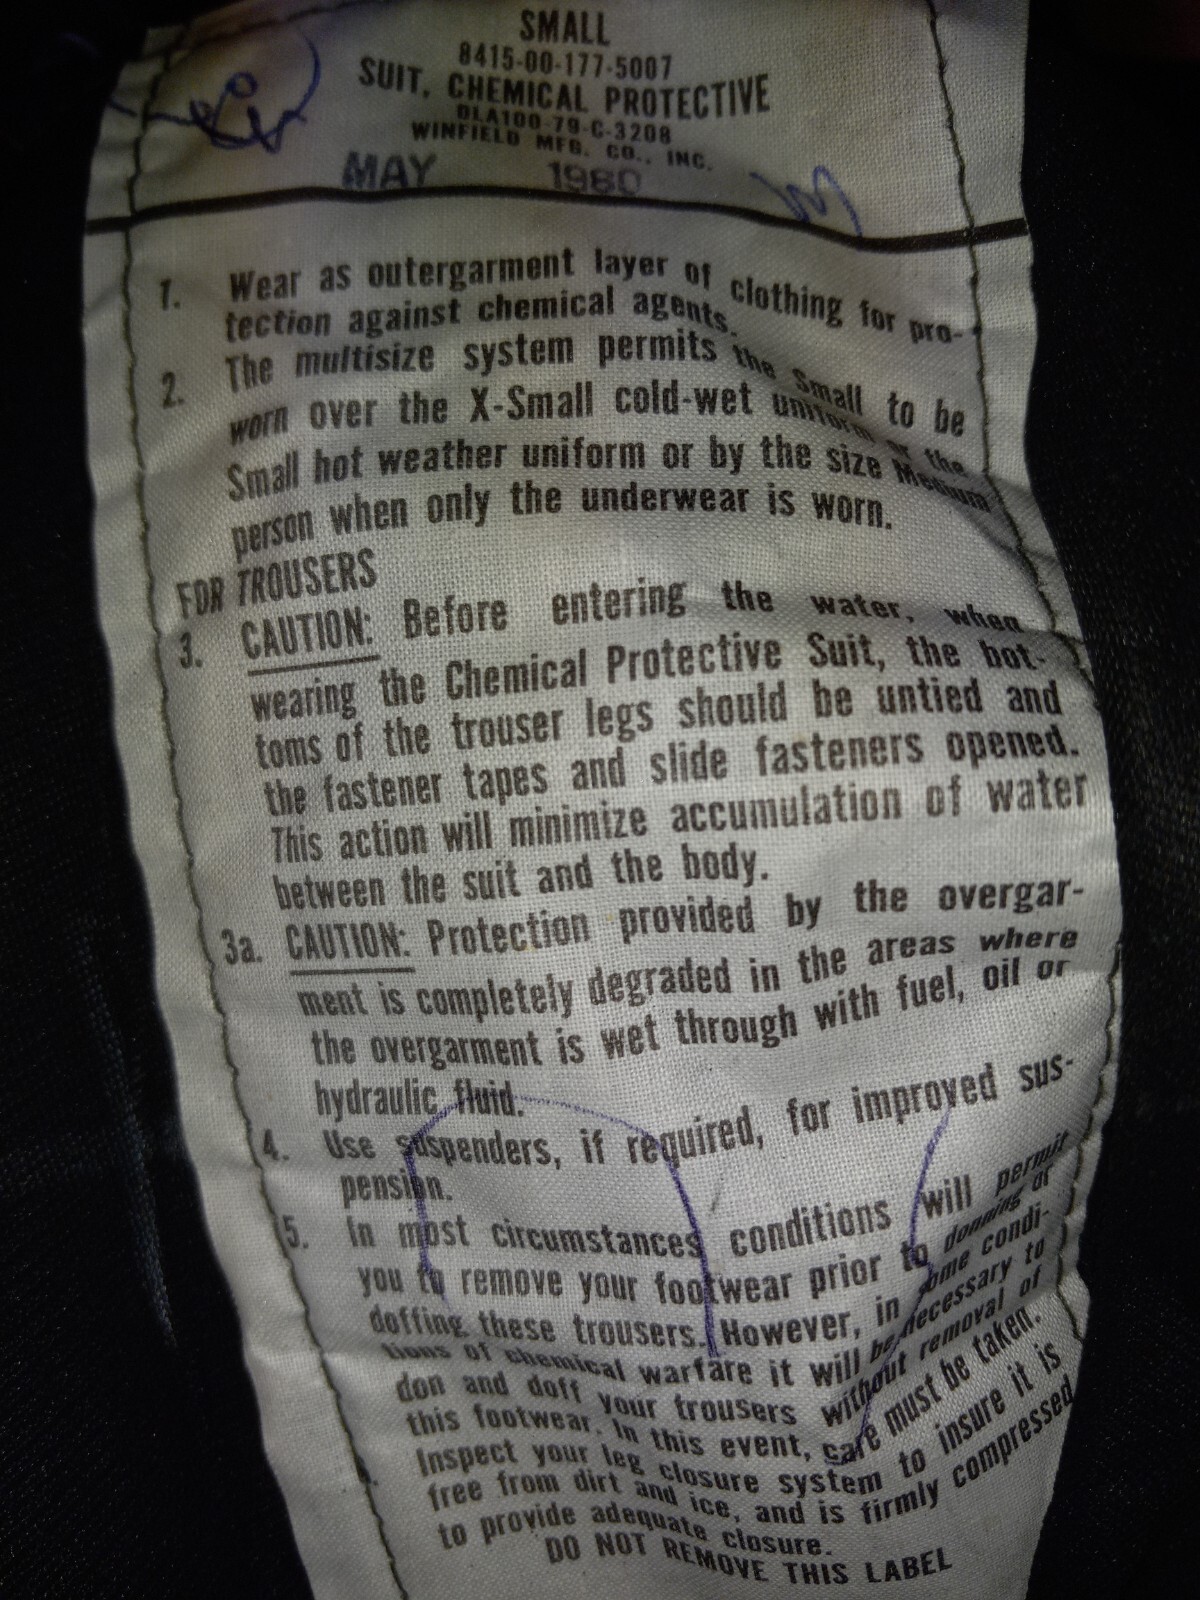 SMALL
8415-00-177-5007
SUIT, CHEMICAL PROTECTIVE
DLA100-79-C-3208
WINFIELD MFG. CO., INC.
MAY 1980
1. Wear as outergarment layer of clothing for pro-
tection against chemical agents.
2. The multisize system permits the Small to be
worn over the X-Small cold-wet uniform or the
Small hot weather uniform or by the size Medium
person when only the underwear is worn.
FOR TROUSERS
3. CAUTION: Before entering the water, when
wearing the Chemical Protective Suit, the bot-
toms of the trouser legs should be untied and
the fastener tapes and slide fasteners opened.
This action will minimize accumulation of water
between the suit and the body.
3a. CAUTION: Protection provided by the overgar-
ment is completely degraded in the areas where
the overgarment is wet through with fuel, oil or
hydraulic fluid.
4. Use suspenders, if required, for improved sus-
pension.
5. In most circumstances conditions will permit
you to remove your footwear prior to donning or
doffing these trousers. However, in some condi-
tions of chemical warfare it will be necessary to
don and doff your trousers without removal of
this footwear. In this event, care must be taken.
Inspect your leg closure system to insure it is
free from dirt and ice, and is firmly compressed
to provide adequate closure.
DO NOT REMOVE THIS LABEL